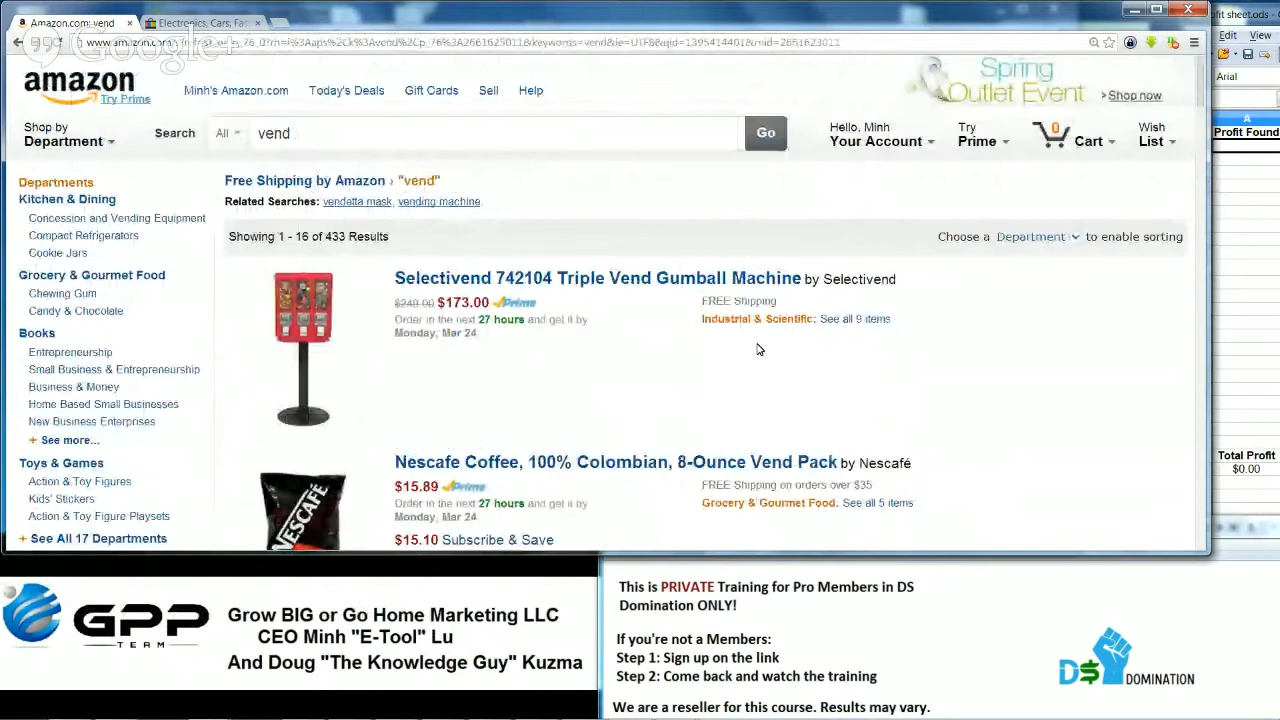 Amazon.com: vend
Electronics, Cars, Fas
ofit sheet.ods -
Google+
Edit
Arial
amazon
Try Prime
Minh's Amazon.com Today's Deals Gift Cards Sell Help
Spring
Outlet Event
Shop now
Shop by
Department
Search All vend Go
Hello, Minh
Your Account
Try
Prime
0
Cart
Wish
List
A
Profit Found
Departments
Kitchen & Dining
Concession and Vending Equipment
Compact Refrigerators
Cookie Jars
Grocery & Gourmet Food
Chewing Gum
Candy & Chocolate
Books
Entrepreneurship
Small Business & Entrepreneurship
Business & Money
Home Based Small Businesses
New Business Enterprises
+ See more...
Toys & Games
Action & Toy Figures
Kids' Stickers
Action & Toy Figure Playsets
+ See All 17 Departments
Free Shipping by Amazon › "vend"
Related Searches: vendetta mask, vending machine.
Showing 1 - 16 of 433 Results
Choose a Department to enable sorting
Selectivend 742104 Triple Vend Gumball Machine by Selectivend
$249.00 $173.00 Prime
Order in the next 27 hours and get it by
Monday, Mar 24
FREE Shipping
Industrial & Scientific: See all 9 items
Nescafe Coffee, 100% Colombian, 8-Ounce Vend Pack by Nescafé
$15.89 Prime
Order in the next 27 hours and get it by
Monday, Mar 24
$15.10 Subscribe & Save
FREE Shipping on orders over $35
Grocery & Gourmet Food: See all 5 items
NESCAFÉ
Total Profit
$0.00
GPP
TEAM
Grow BIG or Go Home Marketing LLC
CEO Minh "E-Tool" Lu
And Doug "The Knowledge Guy" Kuzma
This is PRIVATE Training for Pro Members in DS
Domination ONLY!
If you're not a Members:
Step 1: Sign up on the link
Step 2: Come back and watch the training
We are a reseller for this course. Results may vary.
D$ DOMINATION